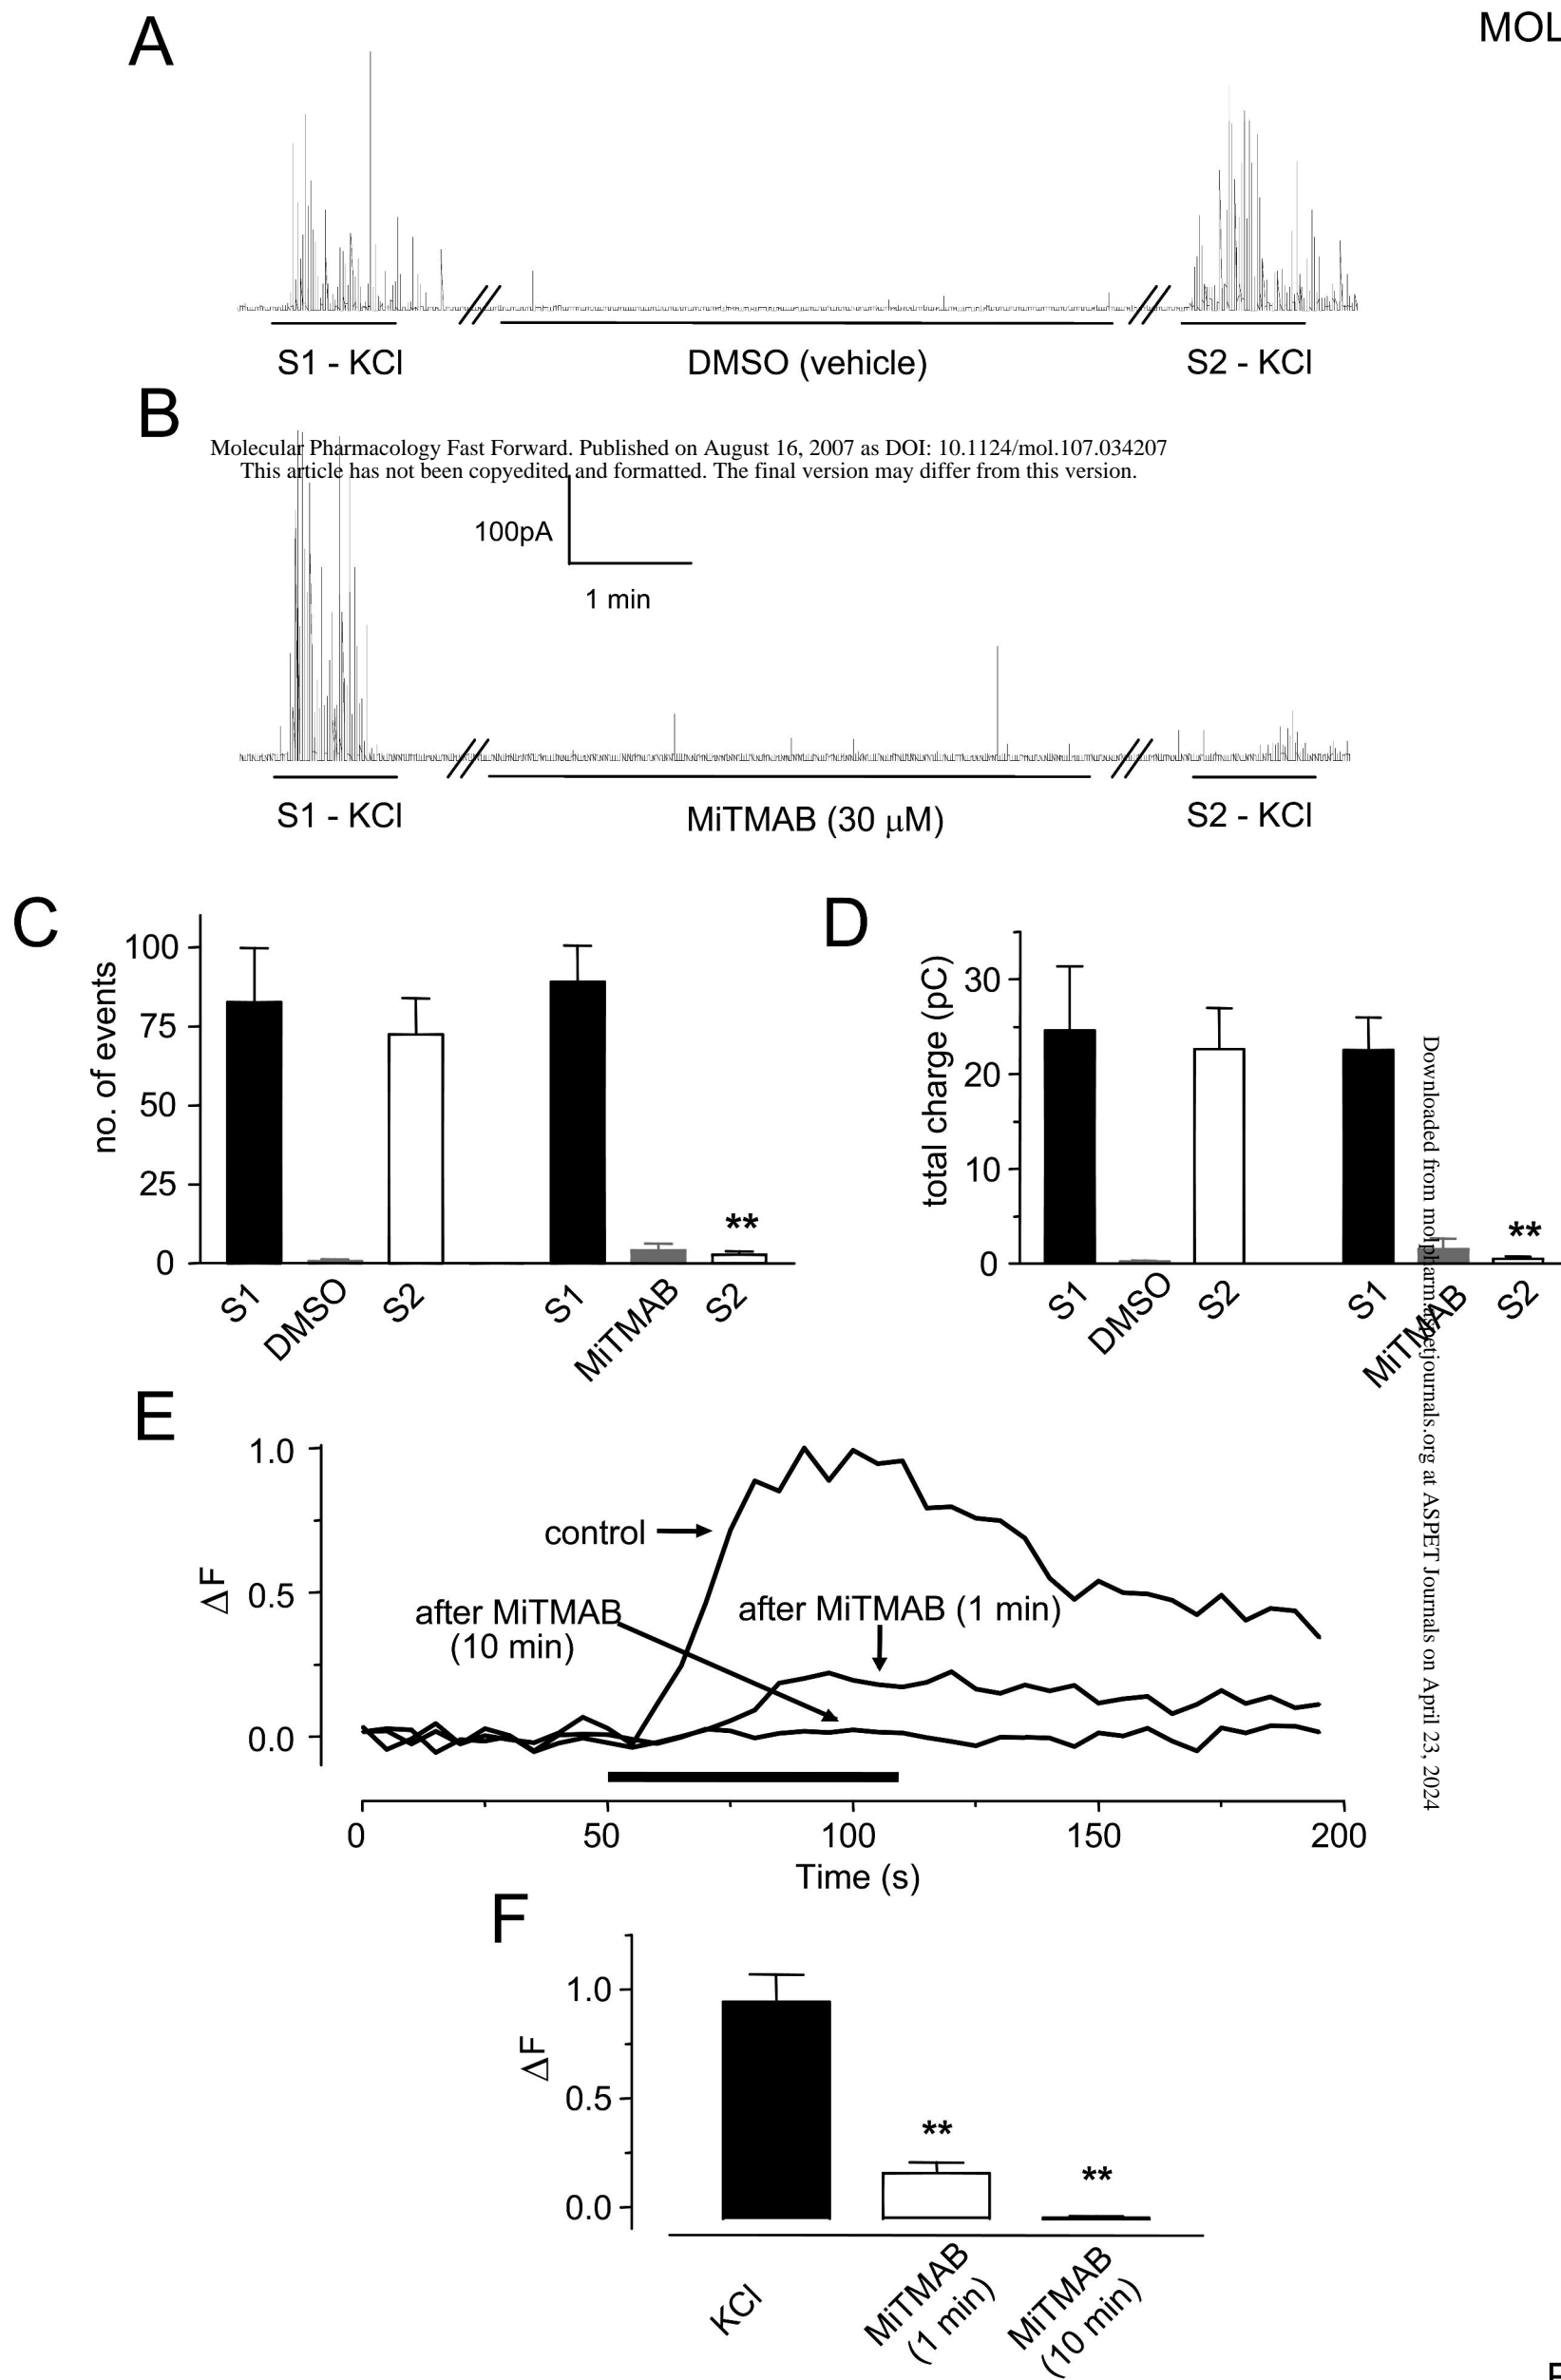 MOL
A
S1 - KCl
DMSO (vehicle)
S2 - KCl
B
Molecular Pharmacology Fast Forward. Published on August 16, 2007 as DOI: 10.1124/mol.107.034207
This article has not been copyedited and formatted. The final version may differ from this version.
100pA
1 min
S1 - KCl
MiTMAB (30 μM)
S2 - KCl
C
no. of events
100
75
50
25
0
**
S1
DMSO
S2
S1
MiTMAB
S2
D
total charge (pC)
30
20
10
0
**
S1
DMSO
S2
S1
MiTMAB
S2
Downloaded from molpharm.aspetjournals.org at ASPET Journals on April 23, 2024
E
ΔF
1.0
0.5
0.0
control
after MiTMAB
(10 min)
after MiTMAB (1 min)
0
50
100
150
200
Time (s)
F
ΔF
1.0
0.5
0.0
**
**
KCl
MiTMAB
(1 min)
MiTMAB
(10 min)